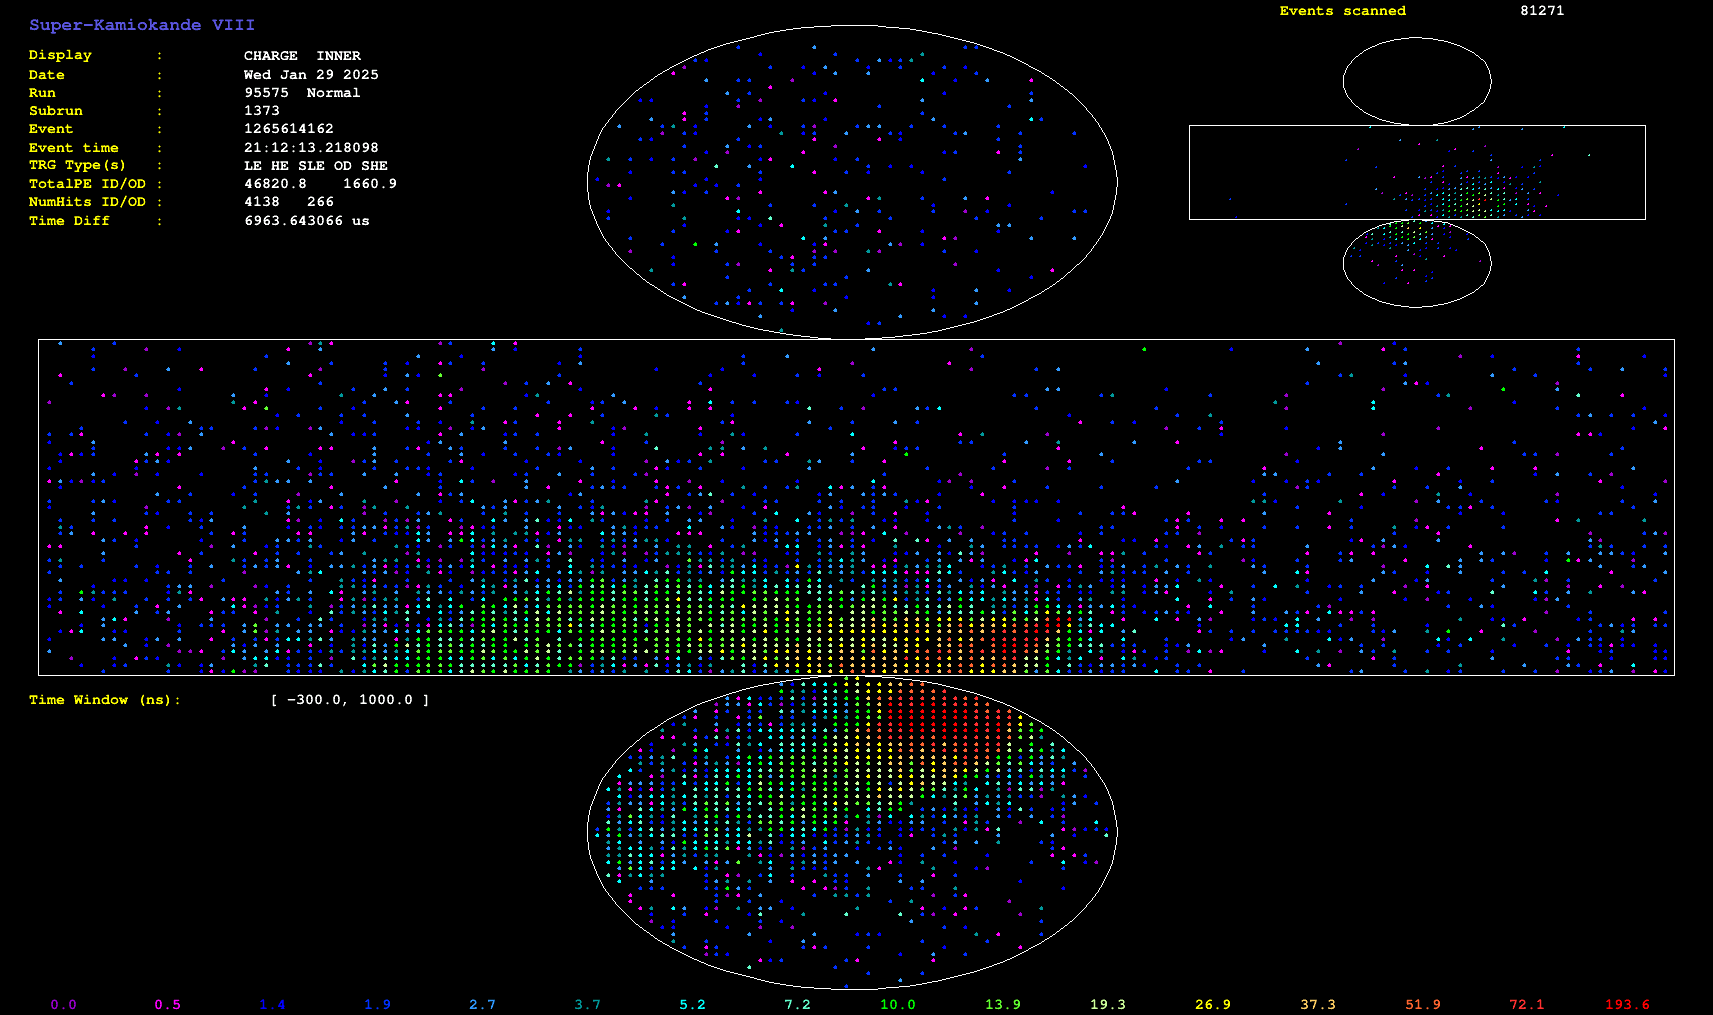 Super-Kamiokande VIII
Events scanned 81271
Display : CHARGE INNER
Date : Wed Jan 29 2025
Run : 95575 Normal
Subrun : 1373
Event : 1265614162
Event time : 21:12:13.218098
TRG Type(s) : LE HE SLE OD SHE
TotalPE ID/OD : 46820.8 1660.9
NumHits ID/OD : 4138 266
Time Diff : 6963.643066 us
Time Window (ns): [ -300.0, 1000.0 ]
0.0 0.5 1.4 1.9 2.7 3.7 5.2 7.2 10.0 13.9 19.3 26.9 37.3 51.9 72.1 193.6